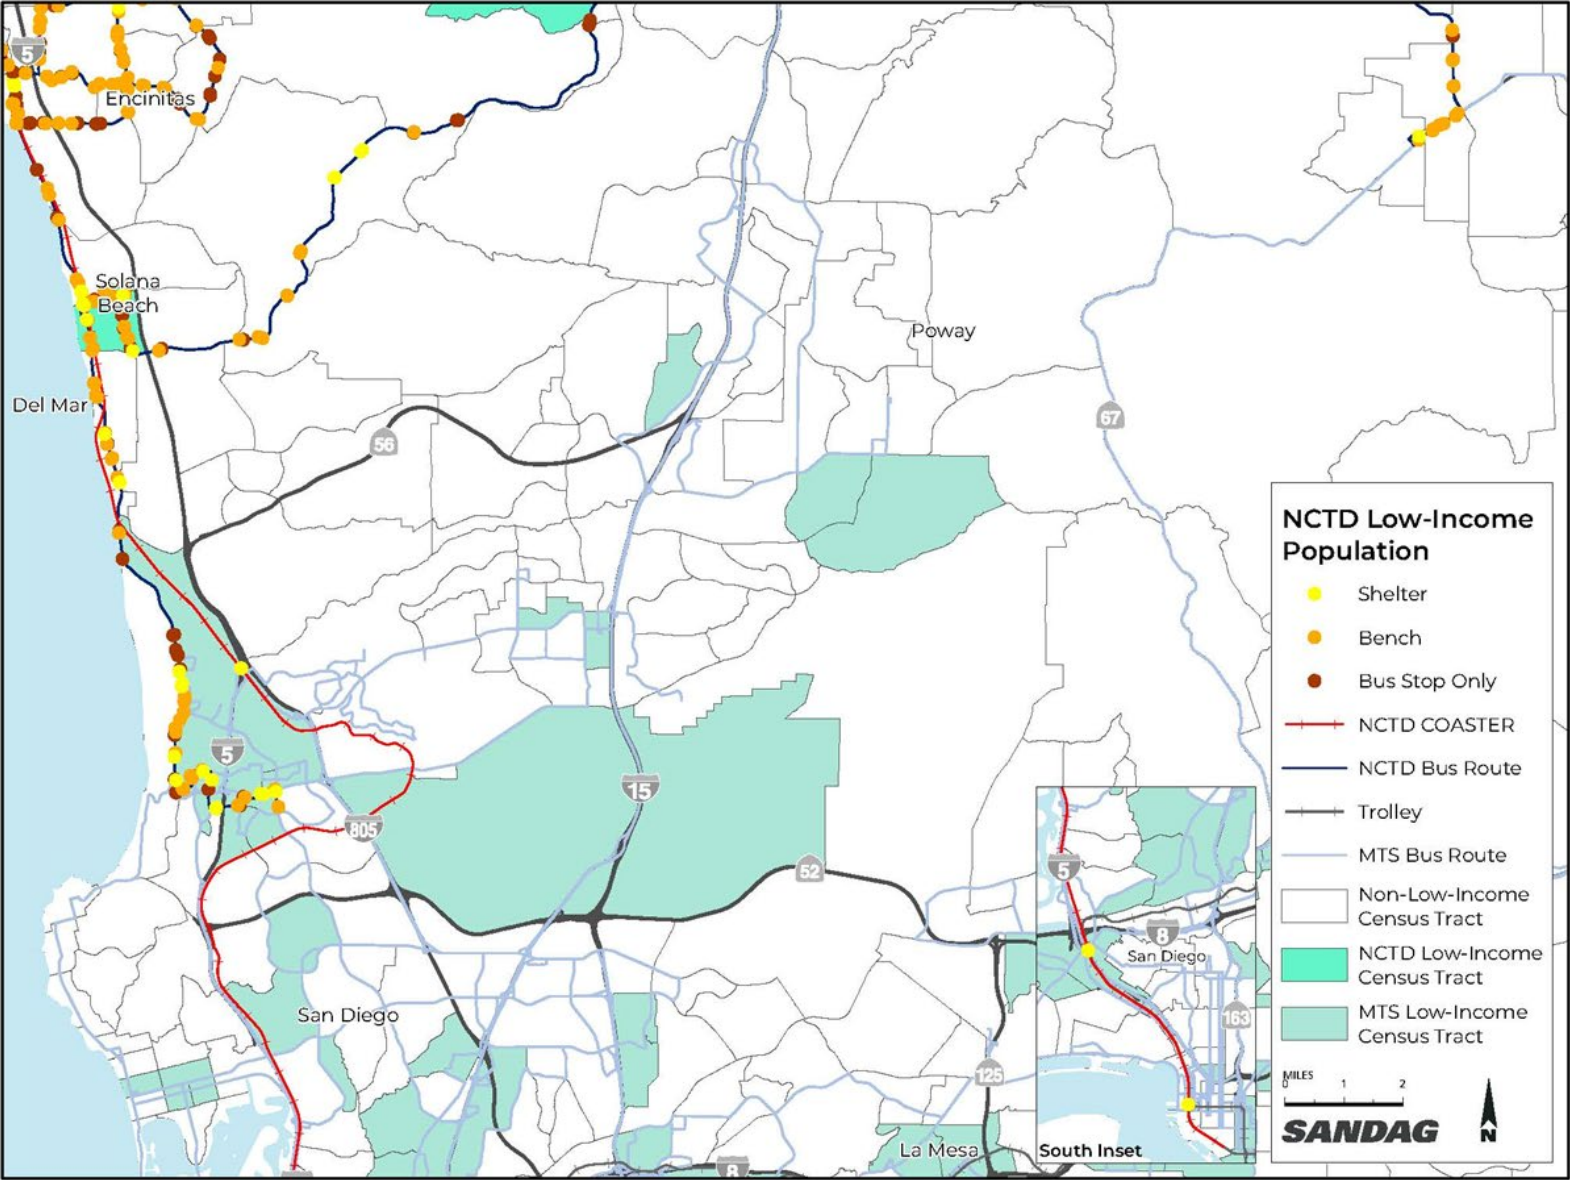 5
Encinitas
Solana
Beach
Poway
Del Mar
67
56
NCTD Low-Income
Population
Shelter
Bench
Bus Stop Only
NCTD COASTER
NCTD Bus Route
Trolley
MTS Bus Route
Non-Low-Income
Census Tract
NCTD Low-Income
Census Tract
MTS Low-Income
Census Tract
MILES
0 1 2
SANDAG
N
5
15
805
52
5
8
San Diego
163
San Diego
125
La Mesa
South Inset
8